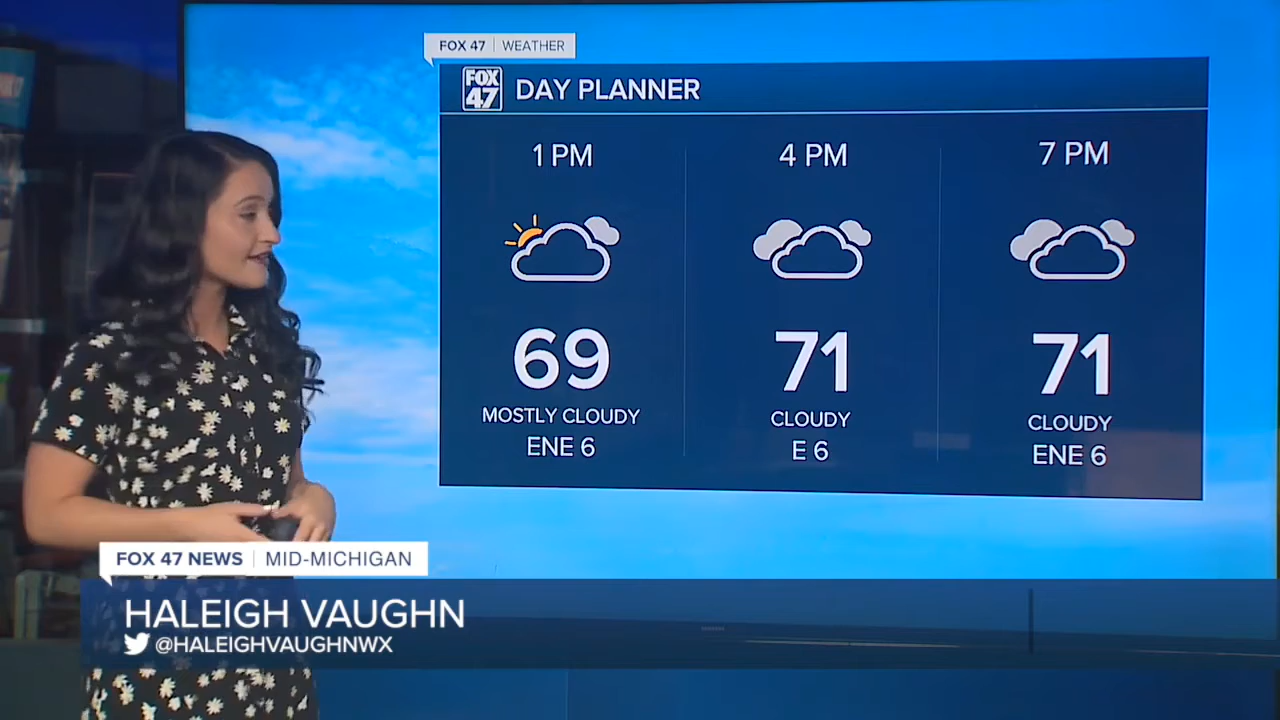 FOX 47 | WEATHER
FOX 47 DAY PLANNER
1 PM 4 PM 7 PM
69 71 71
MOSTLY CLOUDY CLOUDY CLOUDY
ENE 6 E 6 ENE 6
FOX 47 NEWS | MID-MICHIGAN
HALEIGH VAUGHN
@HALEIGHVAUGHNWX